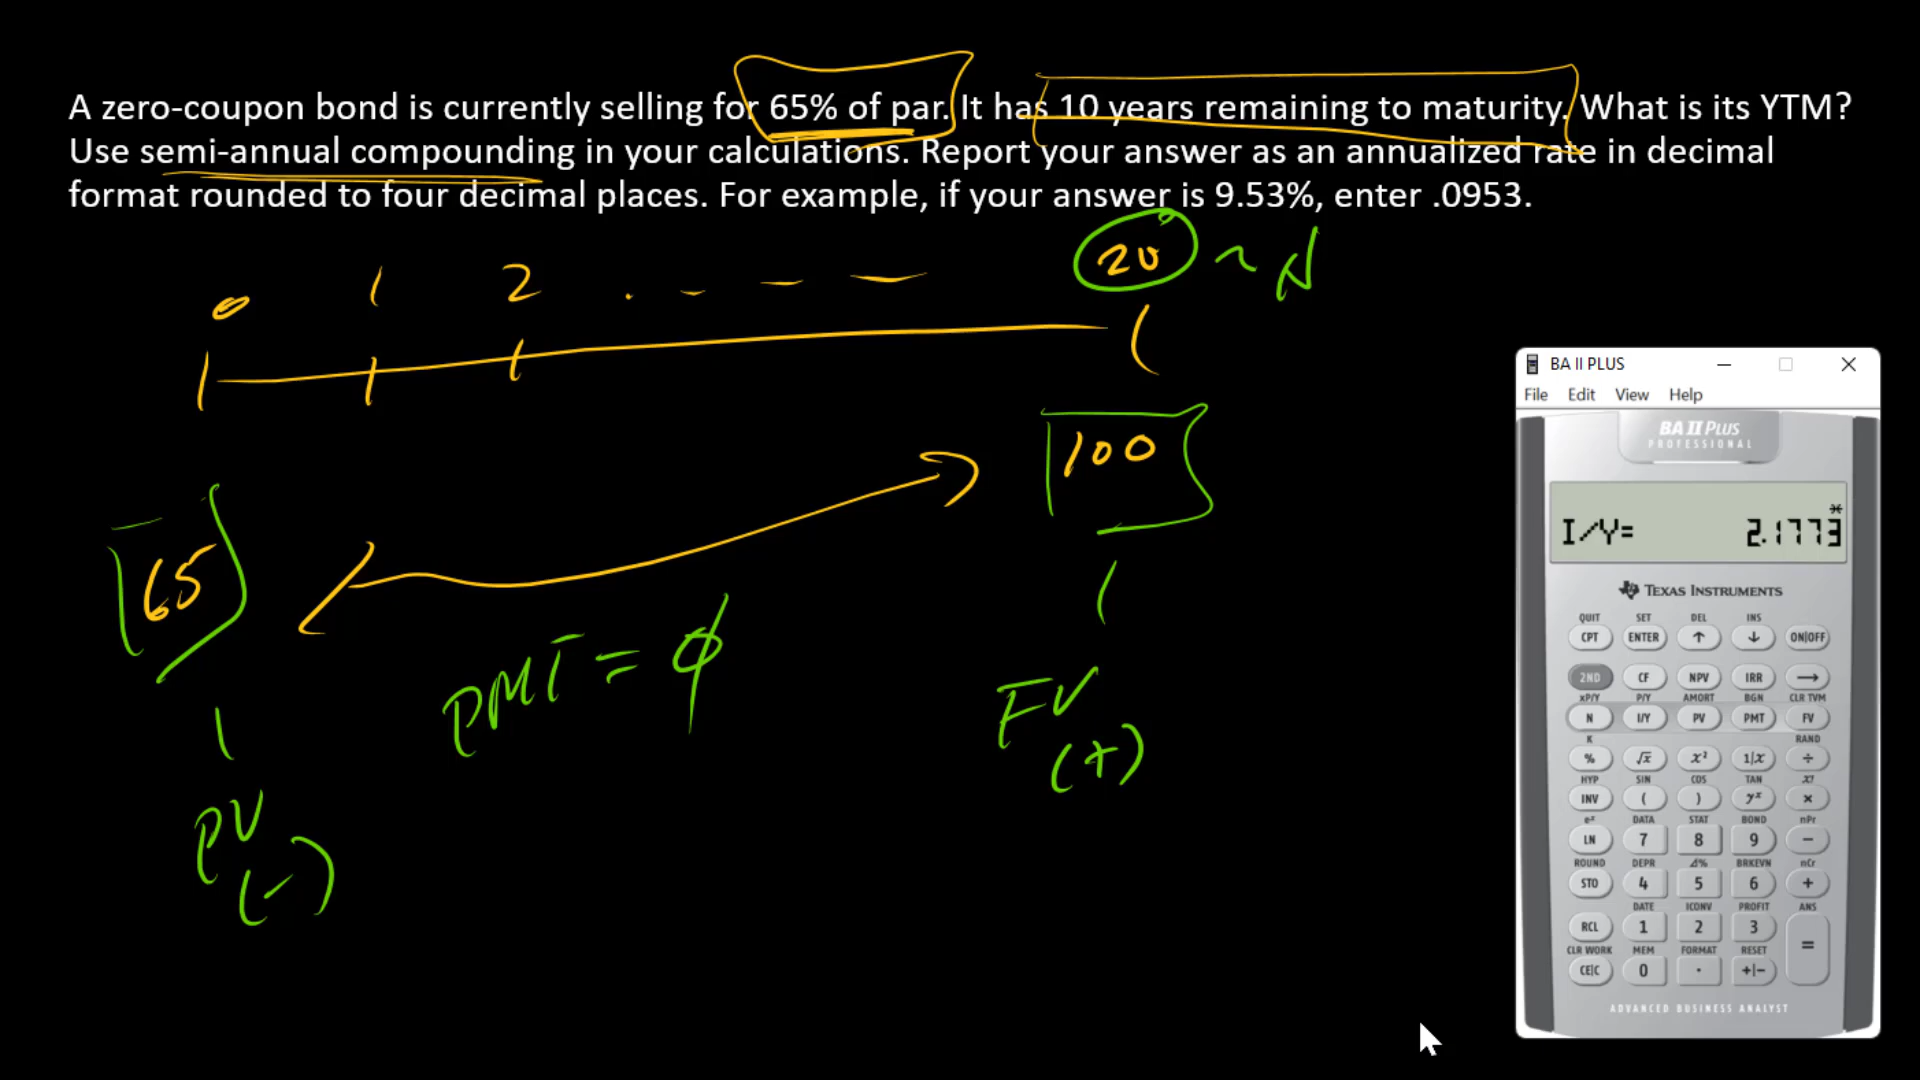 A zero-coupon bond is currently selling for 65% of par. It has 10 years remaining to maturity. What is its YTM?
Use semi-annual compounding in your calculations. Report your answer as an annualized rate in decimal
format rounded to four decimal places. For example, if your answer is 9.53%, enter .0953.
0 1 2 . - - - 20 ~ N
100
65
PMT = φ
FV
(+)
PV
(-)
BA II PLUS
File Edit View Help
BA II PLUS
PROFESSIONAL
*
I/Y= 2.1773
TEXAS INSTRUMENTS
QUIT SET DEL INS
CPT ENTER ↑ ↓ ON|OFF
2ND CF NPV IRR →
xP/Y P/Y AMORT BGN CLR TVM
N I/Y PV PMT FV
K RAND
% √x x² 1/x ÷
HYP SIN COS TAN x!
INV ( ) yˣ ×
eˣ DATA STAT BOND nPr
LN 7 8 9 −
ROUND DEPR Δ% BRKEVN nCr
STO 4 5 6 +
DATE ICONV PROFIT ANS
RCL 1 2 3 =
CLR WORK MEM FORMAT RESET
CE|C 0 . +|−
ADVANCED BUSINESS ANALYST